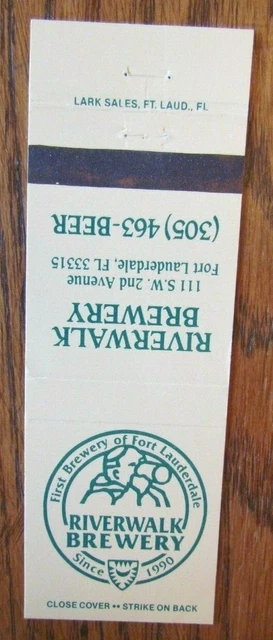 LARK SALES, FT. LAUD., FL
RIVERWALK
BREWERY
111 S.W. 2nd Avenue
Fort Lauderdale, FL 33315
(305) 463-BEER
First Brewery of Fort Lauderdale
RIVERWALK
BREWERY
Since 1990
CLOSE COVER •• STRIKE ON BACK